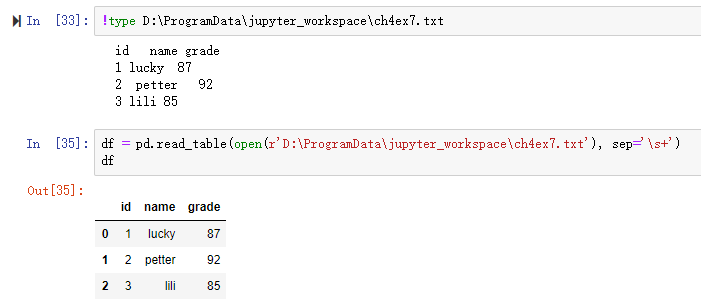 In [33]: !type D:\ProgramData\jupyter_workspace\ch4ex7.txt
id   name grade
1 lucky  87
2  petter   92
3 lili 85
In [35]: df = pd.read_table(open(r'D:\ProgramData\jupyter_workspace\ch4ex7.txt'), sep='\s+')
df
Out[35]:
id name grade
0 1 lucky 87
1 2 petter 92
2 3 lili 85